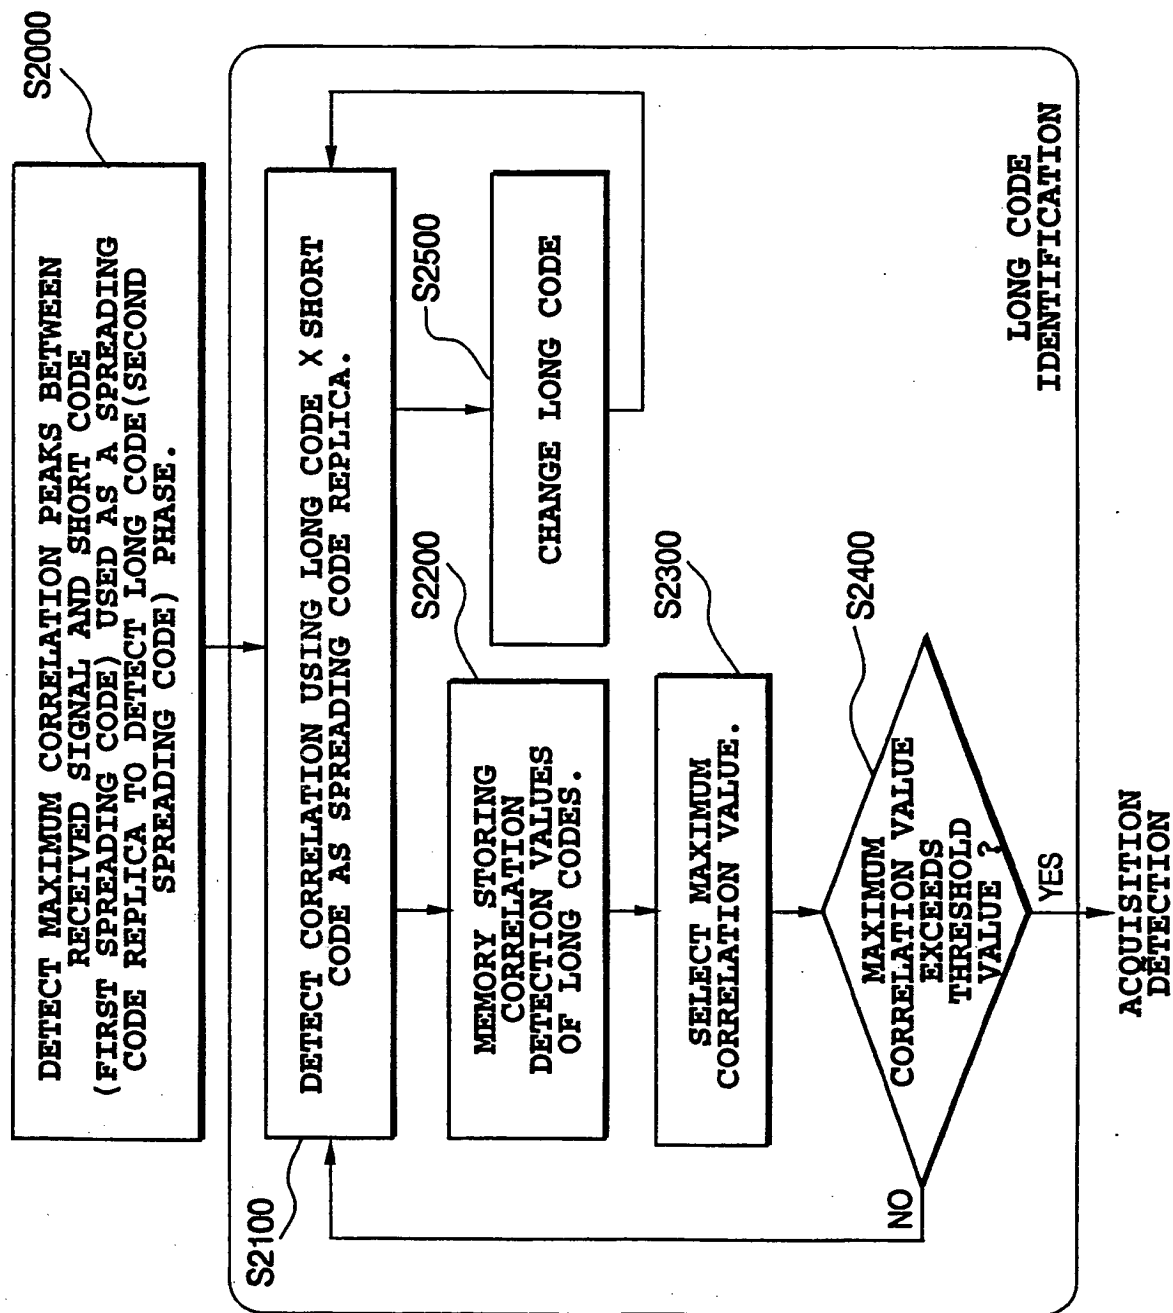 S2000
DETECT MAXIMUM CORRELATION PEAKS BETWEEN
RECEIVED SIGNAL AND SHORT CODE
(FIRST SPREADING CODE) USED AS A SPREADING
CODE REPLICA TO DETECT LONG CODE(SECOND
SPREADING CODE) PHASE.
S2100
DETECT CORRELATION USING LONG CODE X SHORT
CODE AS SPREADING CODE REPLICA.
S2200
MEMORY STORING
CORRELATION
DETECTION VALUES
OF LONG CODES.
S2500
CHANGE LONG CODE
S2300
SELECT MAXIMUM
CORRELATION VALUE.
S2400
MAXIMUM
CORRELATION VALUE
EXCEEDS
THRESHOLD
VALUE ?
NO
YES
LONG CODE
IDENTIFICATION
ACQUISITION
DETECTION